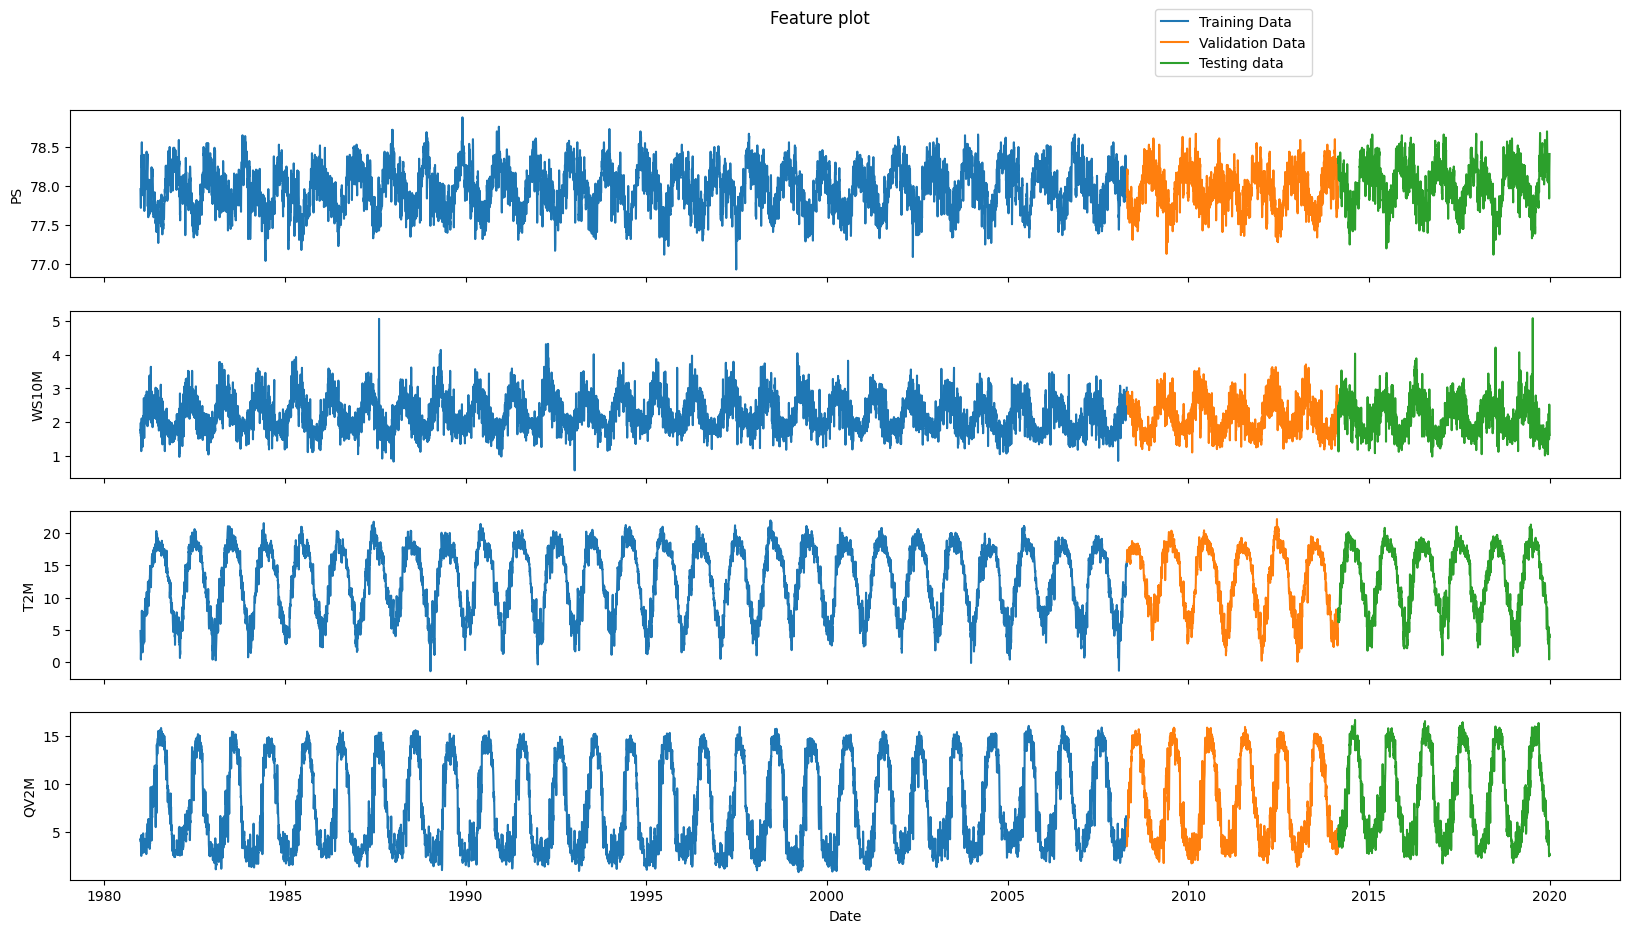 Feature plot
Training Data
Validation Data
Testing data
78.5
78.0
77.5
77.0
PS
5
4
3
2
1
WS10M
20
15
10
5
0
T2M
15
10
5
QV2M
1980 1985 1990 1995 2000 2005 2010 2015 2020
Date